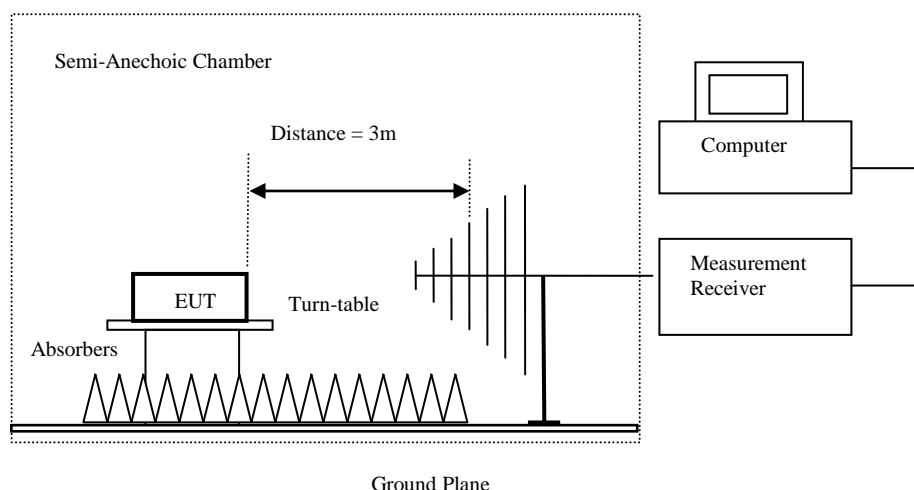 Semi-Anechoic Chamber
Distance = 3m
Computer
Measurement
Receiver
EUT
Turn-table
Absorbers
Ground Plane